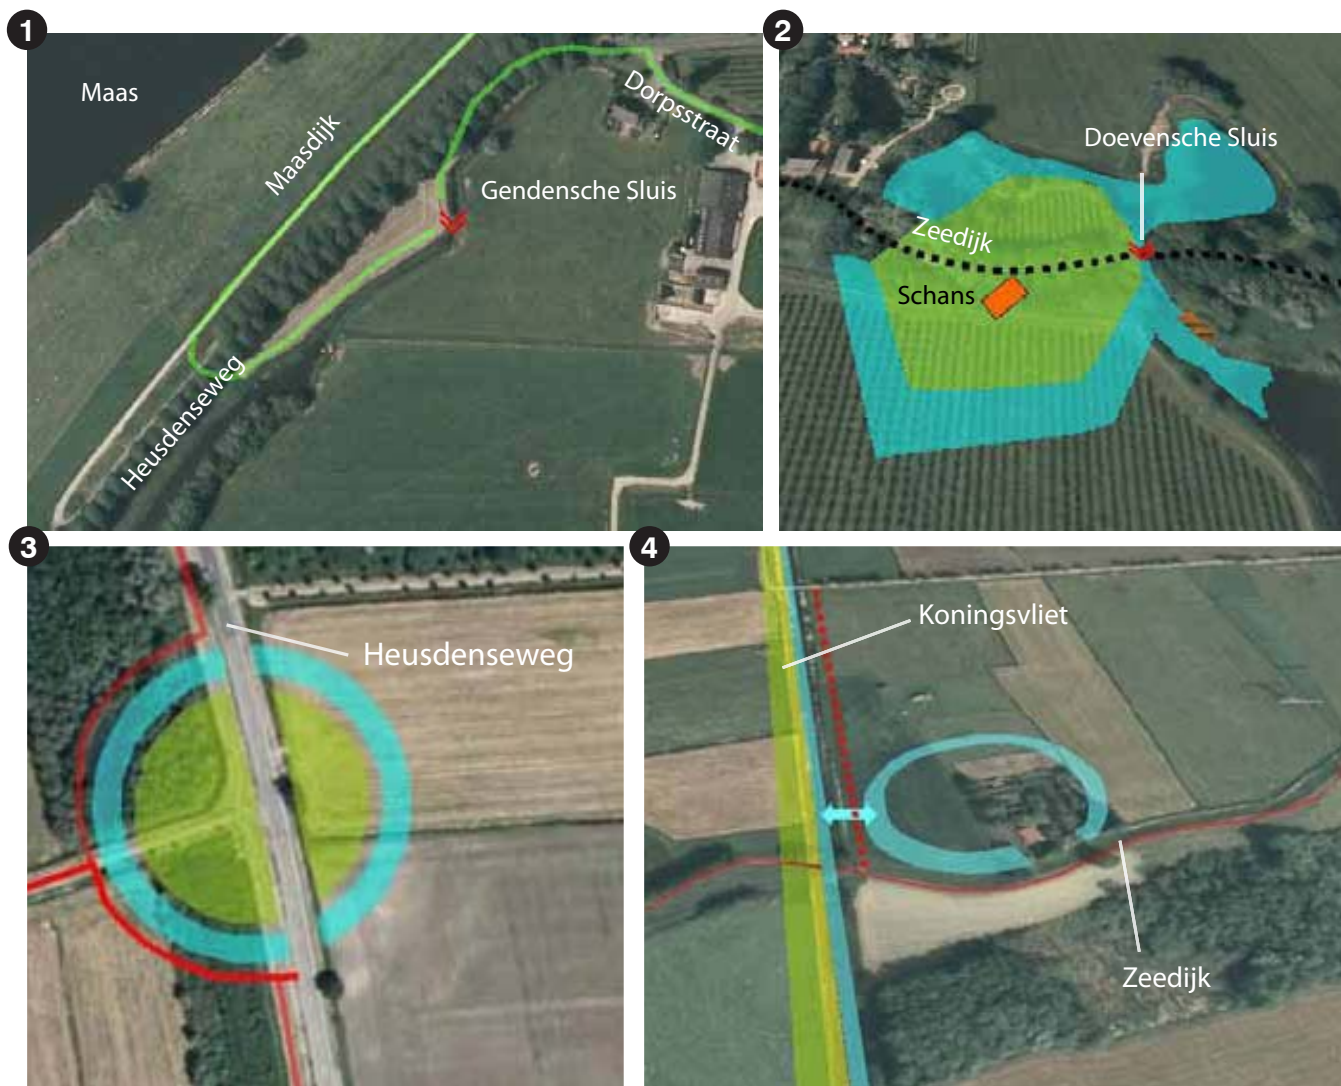 1
Maas
Maasdijk
Dorpsstraat
Gendensche Sluis
Heusdenseweg
2
Doevensche Sluis
Zeedijk
Schans
3
Heusdenseweg
4
Koningsvliet
Zeedijk